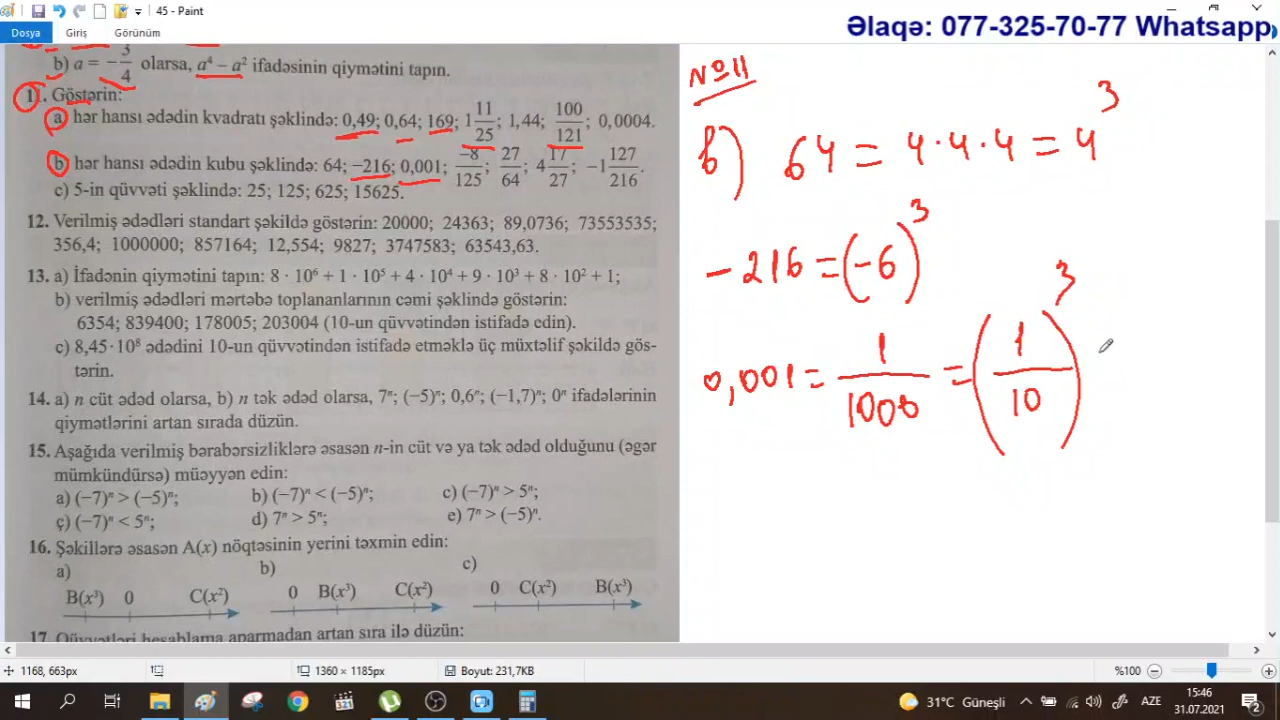 45 - Paint
Əlaqə: 077-325-70-77 Whatsapp
Dosya Giriş Görünüm
b) a = −3/4 olarsa, a⁴ − a² ifadəsinin qiymətini tapın.
11. Göstərin:
a) hər hansı ədədin kvadratı şəklində: 0,49; 0,64; 169; 1 11/25; 1,44; 100/121; 0,0004.
b) hər hansı ədədin kubu şəklində: 64; −216; 0,001; −8/125; 27/64; 4 17/27; −1 127/216.
c) 5-in qüvvəti şəklində: 25; 125; 625; 15625.
12. Verilmiş ədədləri standart şəkildə göstərin: 20000; 24363; 89,0736; 73553535;
356,4; 1000000; 857164; 12,554; 9827; 3747583; 63543,63.
13. a) İfadənin qiymətini tapın: 8 · 10⁶ + 1 · 10⁵ + 4 · 10⁴ + 9 · 10³ + 8 · 10² + 1;
b) verilmiş ədədləri mərtəbə toplananlarının cəmi şəklində göstərin:
6354; 839400; 178005; 203004 (10-un qüvvətindən istifadə edin).
c) 8,45 · 10⁸ ədədini 10-un qüvvətindən istifadə etməklə üç müxtəlif şəkildə gös-
tərin.
14. a) n cüt ədəd olarsa, b) n tək ədəd olarsa, 7ⁿ; (−5)ⁿ; 0,6ⁿ; (−1,7)ⁿ; 0ⁿ ifadələrinin
qiymətlərini artan sırada düzün.
15. Aşağıda verilmiş bərabərsizliklərə əsasən n-in cüt və ya tək ədəd olduğunu (əgər
mümkündürsə) müəyyən edin:
a) (−7)ⁿ > (−5)ⁿ; b) (−7)ⁿ < (−5)ⁿ; c) (−7)ⁿ > 5ⁿ;
ç) (−7)ⁿ < 5ⁿ; d) 7ⁿ > 5ⁿ; e) 7ⁿ > (−5)ⁿ.
16. Şəkillərə əsasən A(x) nöqtəsinin yerini təxmin edin:
a) b) c)
B(x³) 0 C(x²) 0 B(x³) C(x²) 0 C(x²) B(x³)
17. Qüvvətləri hesablama aparmadan artan sıra ilə düzün:
№ 11
b) 64 = 4 · 4 · 4 = 4³
−216 = (−6)³
0,001 = 1/1000 = (1/10)³
1168, 663px 1360 × 1185px Boyut: 231,7KB %100
31°C Güneşli AZE 15:46
31.07.2021 2